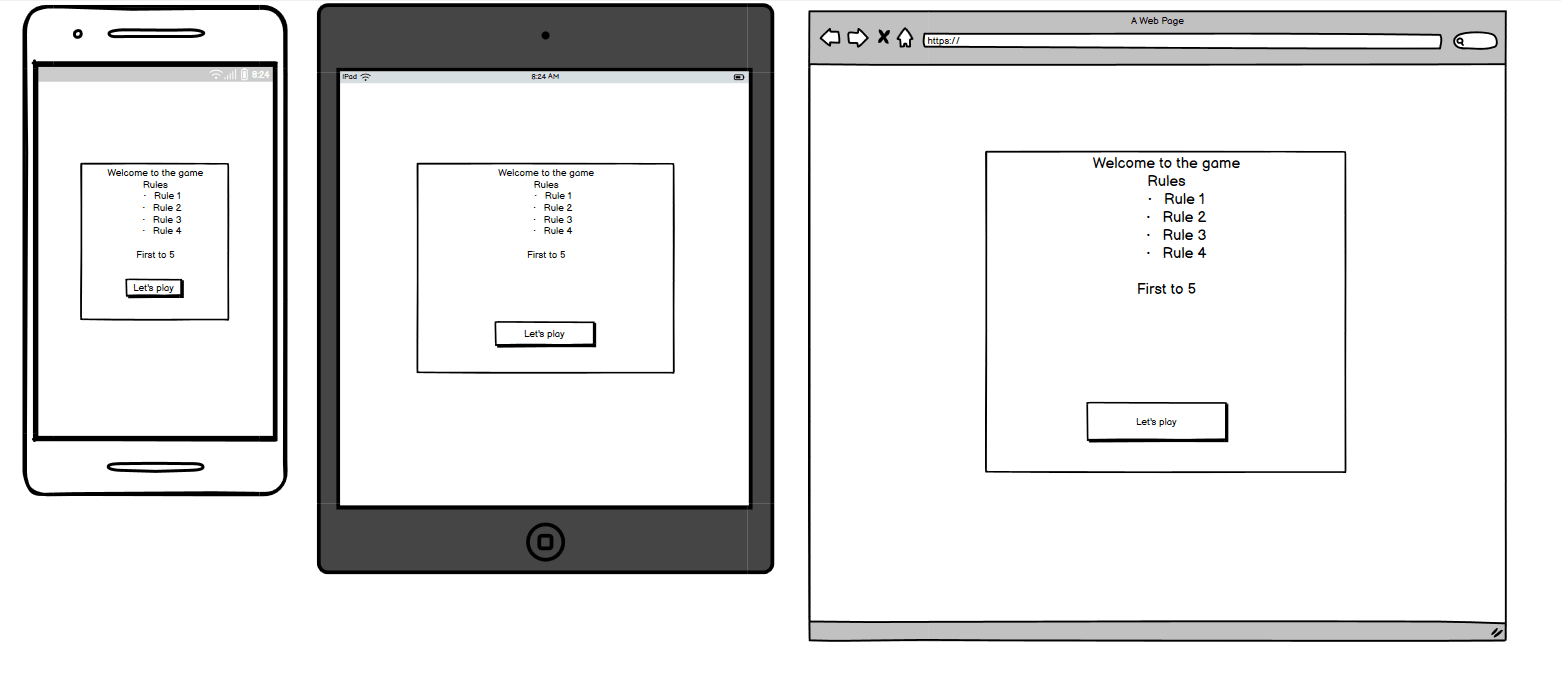 8:24
Welcome to the game
Rules
· Rule 1
· Rule 2
· Rule 3
· Rule 4
First to 5
Let's play
iPad
8:24 AM
Welcome to the game
Rules
· Rule 1
· Rule 2
· Rule 3
· Rule 4
First to 5
Let's play
A Web Page
https://
Welcome to the game
Rules
· Rule 1
· Rule 2
· Rule 3
· Rule 4
First to 5
Let's play